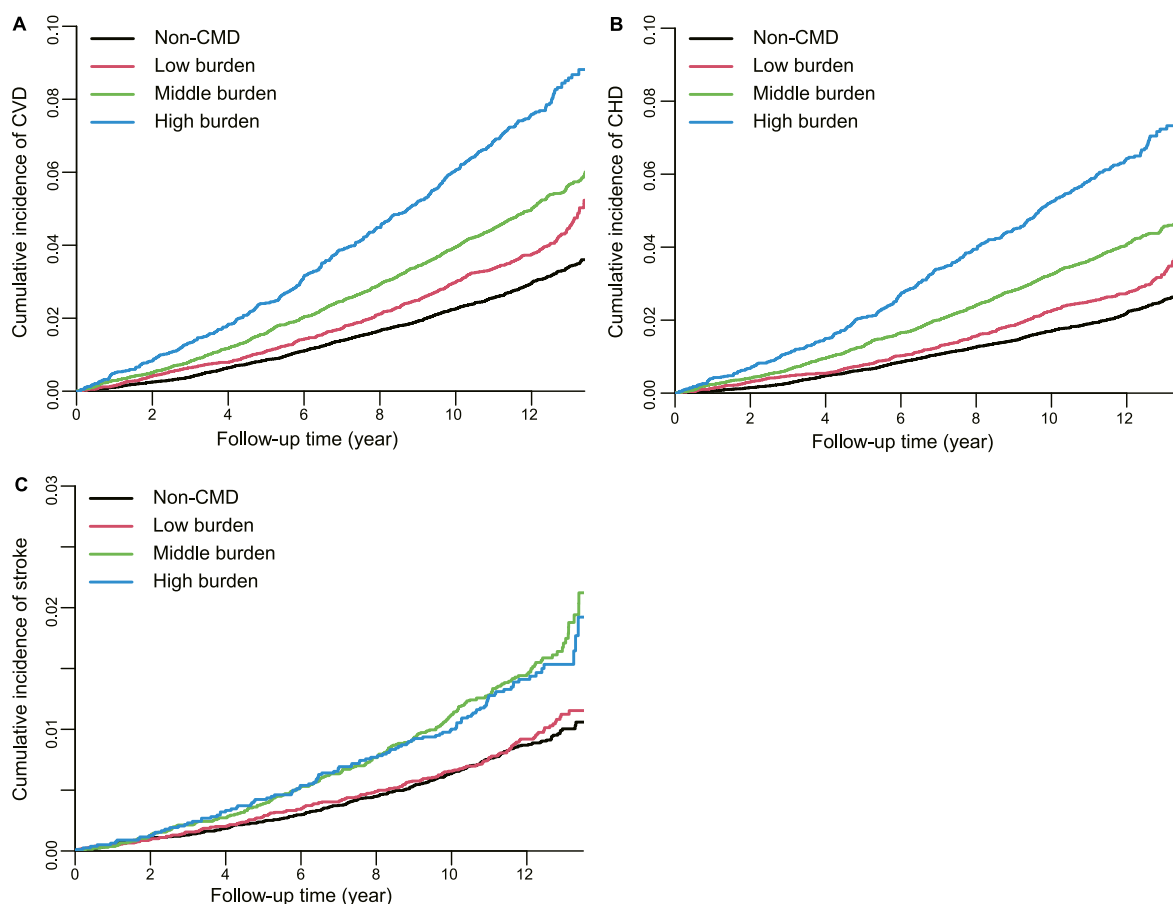 A
Non-CMD
Low burden
Middle burden
High burden
Cumulative incidence of CVD
0.00
0.02
0.04
0.06
0.08
0.10
0 2 4 6 8 10 12
Follow-up time (year)
B
Non-CMD
Low burden
Middle burden
High burden
Cumulative incidence of CHD
0.00
0.02
0.04
0.06
0.08
0.10
0 2 4 6 8 10 12
Follow-up time (year)
C
Non-CMD
Low burden
Middle burden
High burden
Cumulative incidence of stroke
0.00
0.01
0.02
0.03
0 2 4 6 8 10 12
Follow-up time (year)